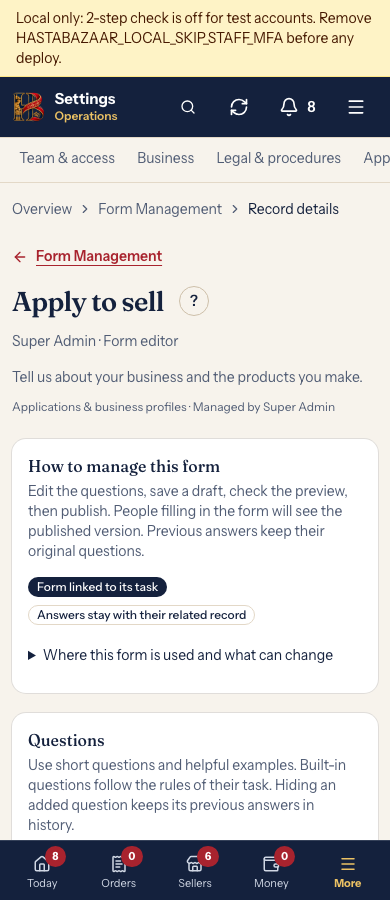 Local only: 2-step check is off for test accounts. Remove
HASTABAZAAR_LOCAL_SKIP_STAFF_MFA before any
deploy.
Settings
Operations
8
Team & access
Business
Legal & procedures
App
Overview
Form Management
Record details
Form Management
Apply to sell
?
Super Admin · Form editor
Tell us about your business and the products you make.
Applications & business profiles · Managed by Super Admin
How to manage this form
Edit the questions, save a draft, check the preview,
then publish. People filling in the form will see the
published version. Previous answers keep their
original questions.
Form linked to its task
Answers stay with their related record
Where this form is used and what can change
Questions
Use short questions and helpful examples. Built-in
questions follow the rules of their task. Hiding an
added question keeps its previous answers in
history.
8
0
6
0
Today
Orders
Sellers
Money
More